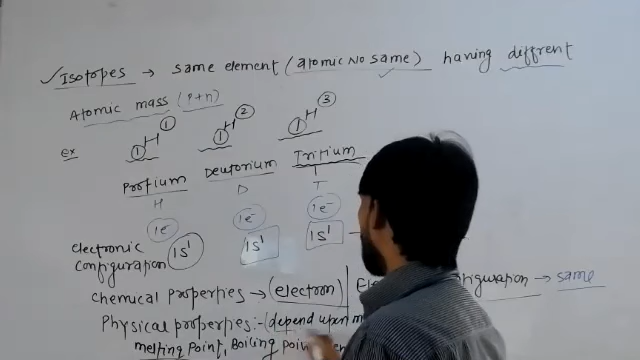 ✓Isotopes → same element (atomic No same) having diffrent
Atomic mass (P+n)
ex 1H1 1H2 1H3
Protium Deutorium Tritium
H D T
1e- 1e- 1e-
electronic configuration 1s1 1s1 1s1
chemical properties → (electron) configuration → same
Physical properties:- (depend upon
melting point, Boiling point